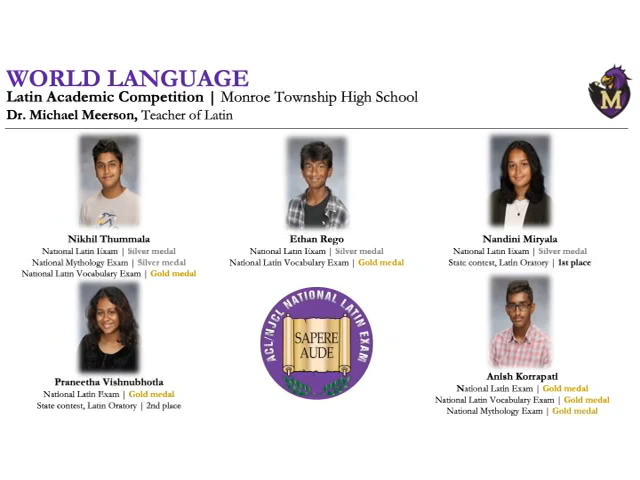 WORLD LANGUAGE
Latin Academic Competition | Monroe Township High School
Dr. Michael Meerson, Teacher of Latin
M
Nikhil Thummala
National Latin Exam | Silver medal
National Mythology Exam | Silver medal
National Latin Vocabulary Exam | Gold medal
Ethan Rego
National Latin Exam | Silver medal
National Latin Vocabulary Exam | Gold medal
Nandini Miryala
National Latin Exam | Silver medal
State contest, Latin Oratory | 1st place
Praneetha Vishnubhotla
National Latin Exam | Gold medal
State contest, Latin Oratory | 2nd place
ACL/NJCL NATIONAL LATIN EXAM
SAPERE
AUDE
Anish Korrapati
National Latin Exam | Gold medal
National Latin Vocabulary Exam | Gold medal
National Mythology Exam | Gold medal